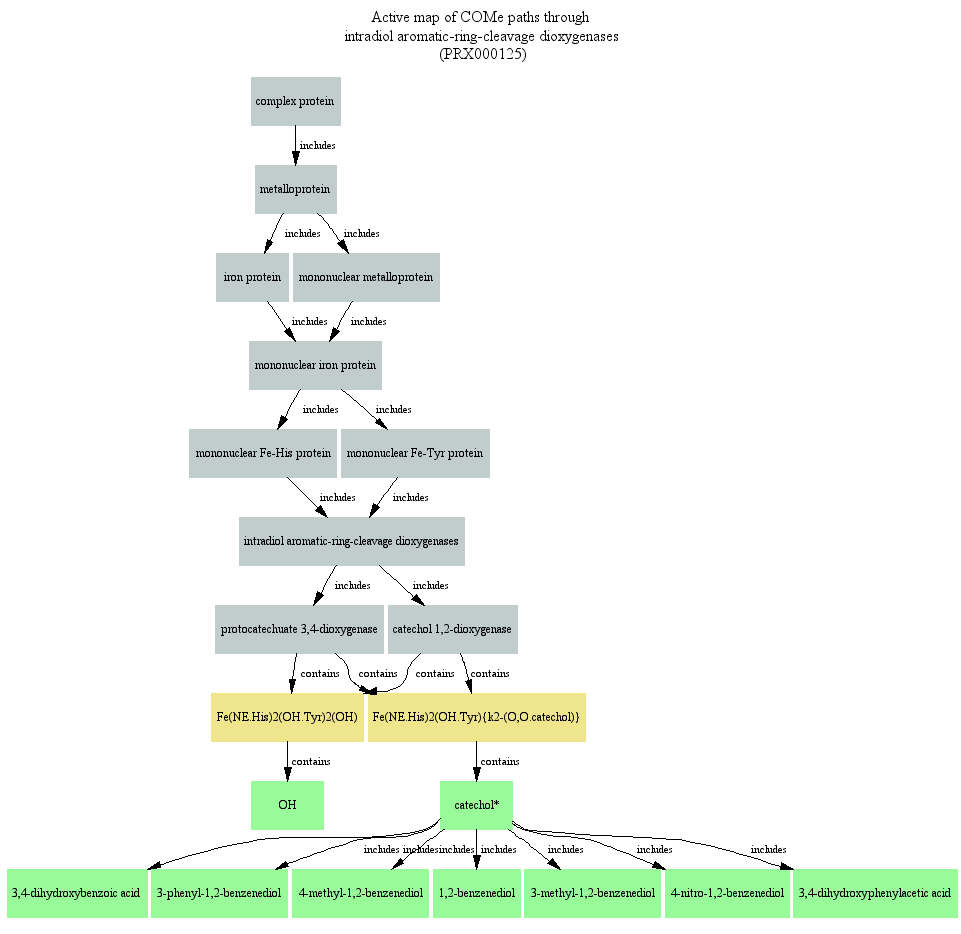 Active map of COMe paths through
intradiol aromatic-ring-cleavage dioxygenases
(PRX000125)
complex protein
includes
metalloprotein
includes includes
iron protein mononuclear metalloprotein
includes includes
mononuclear iron protein
includes includes
mononuclear Fe-His protein mononuclear Fe-Tyr protein
includes includes
intradiol aromatic-ring-cleavage dioxygenases
includes includes
protocatechuate 3,4-dioxygenase catechol 1,2-dioxygenase
contains contains contains contains
Fe(NE.His)2(OH.Tyr)2(OH) Fe(NE.His)2(OH.Tyr){k2-(O,O.catechol)}
contains contains
OH catechol*
includes includes includes includes includes includes includes
3,4-dihydroxybenzoic acid 3-phenyl-1,2-benzenediol 4-methyl-1,2-benzenediol 1,2-benzenediol 3-methyl-1,2-benzenediol 4-nitro-1,2-benzenediol 3,4-dihydroxyphenylacetic acid